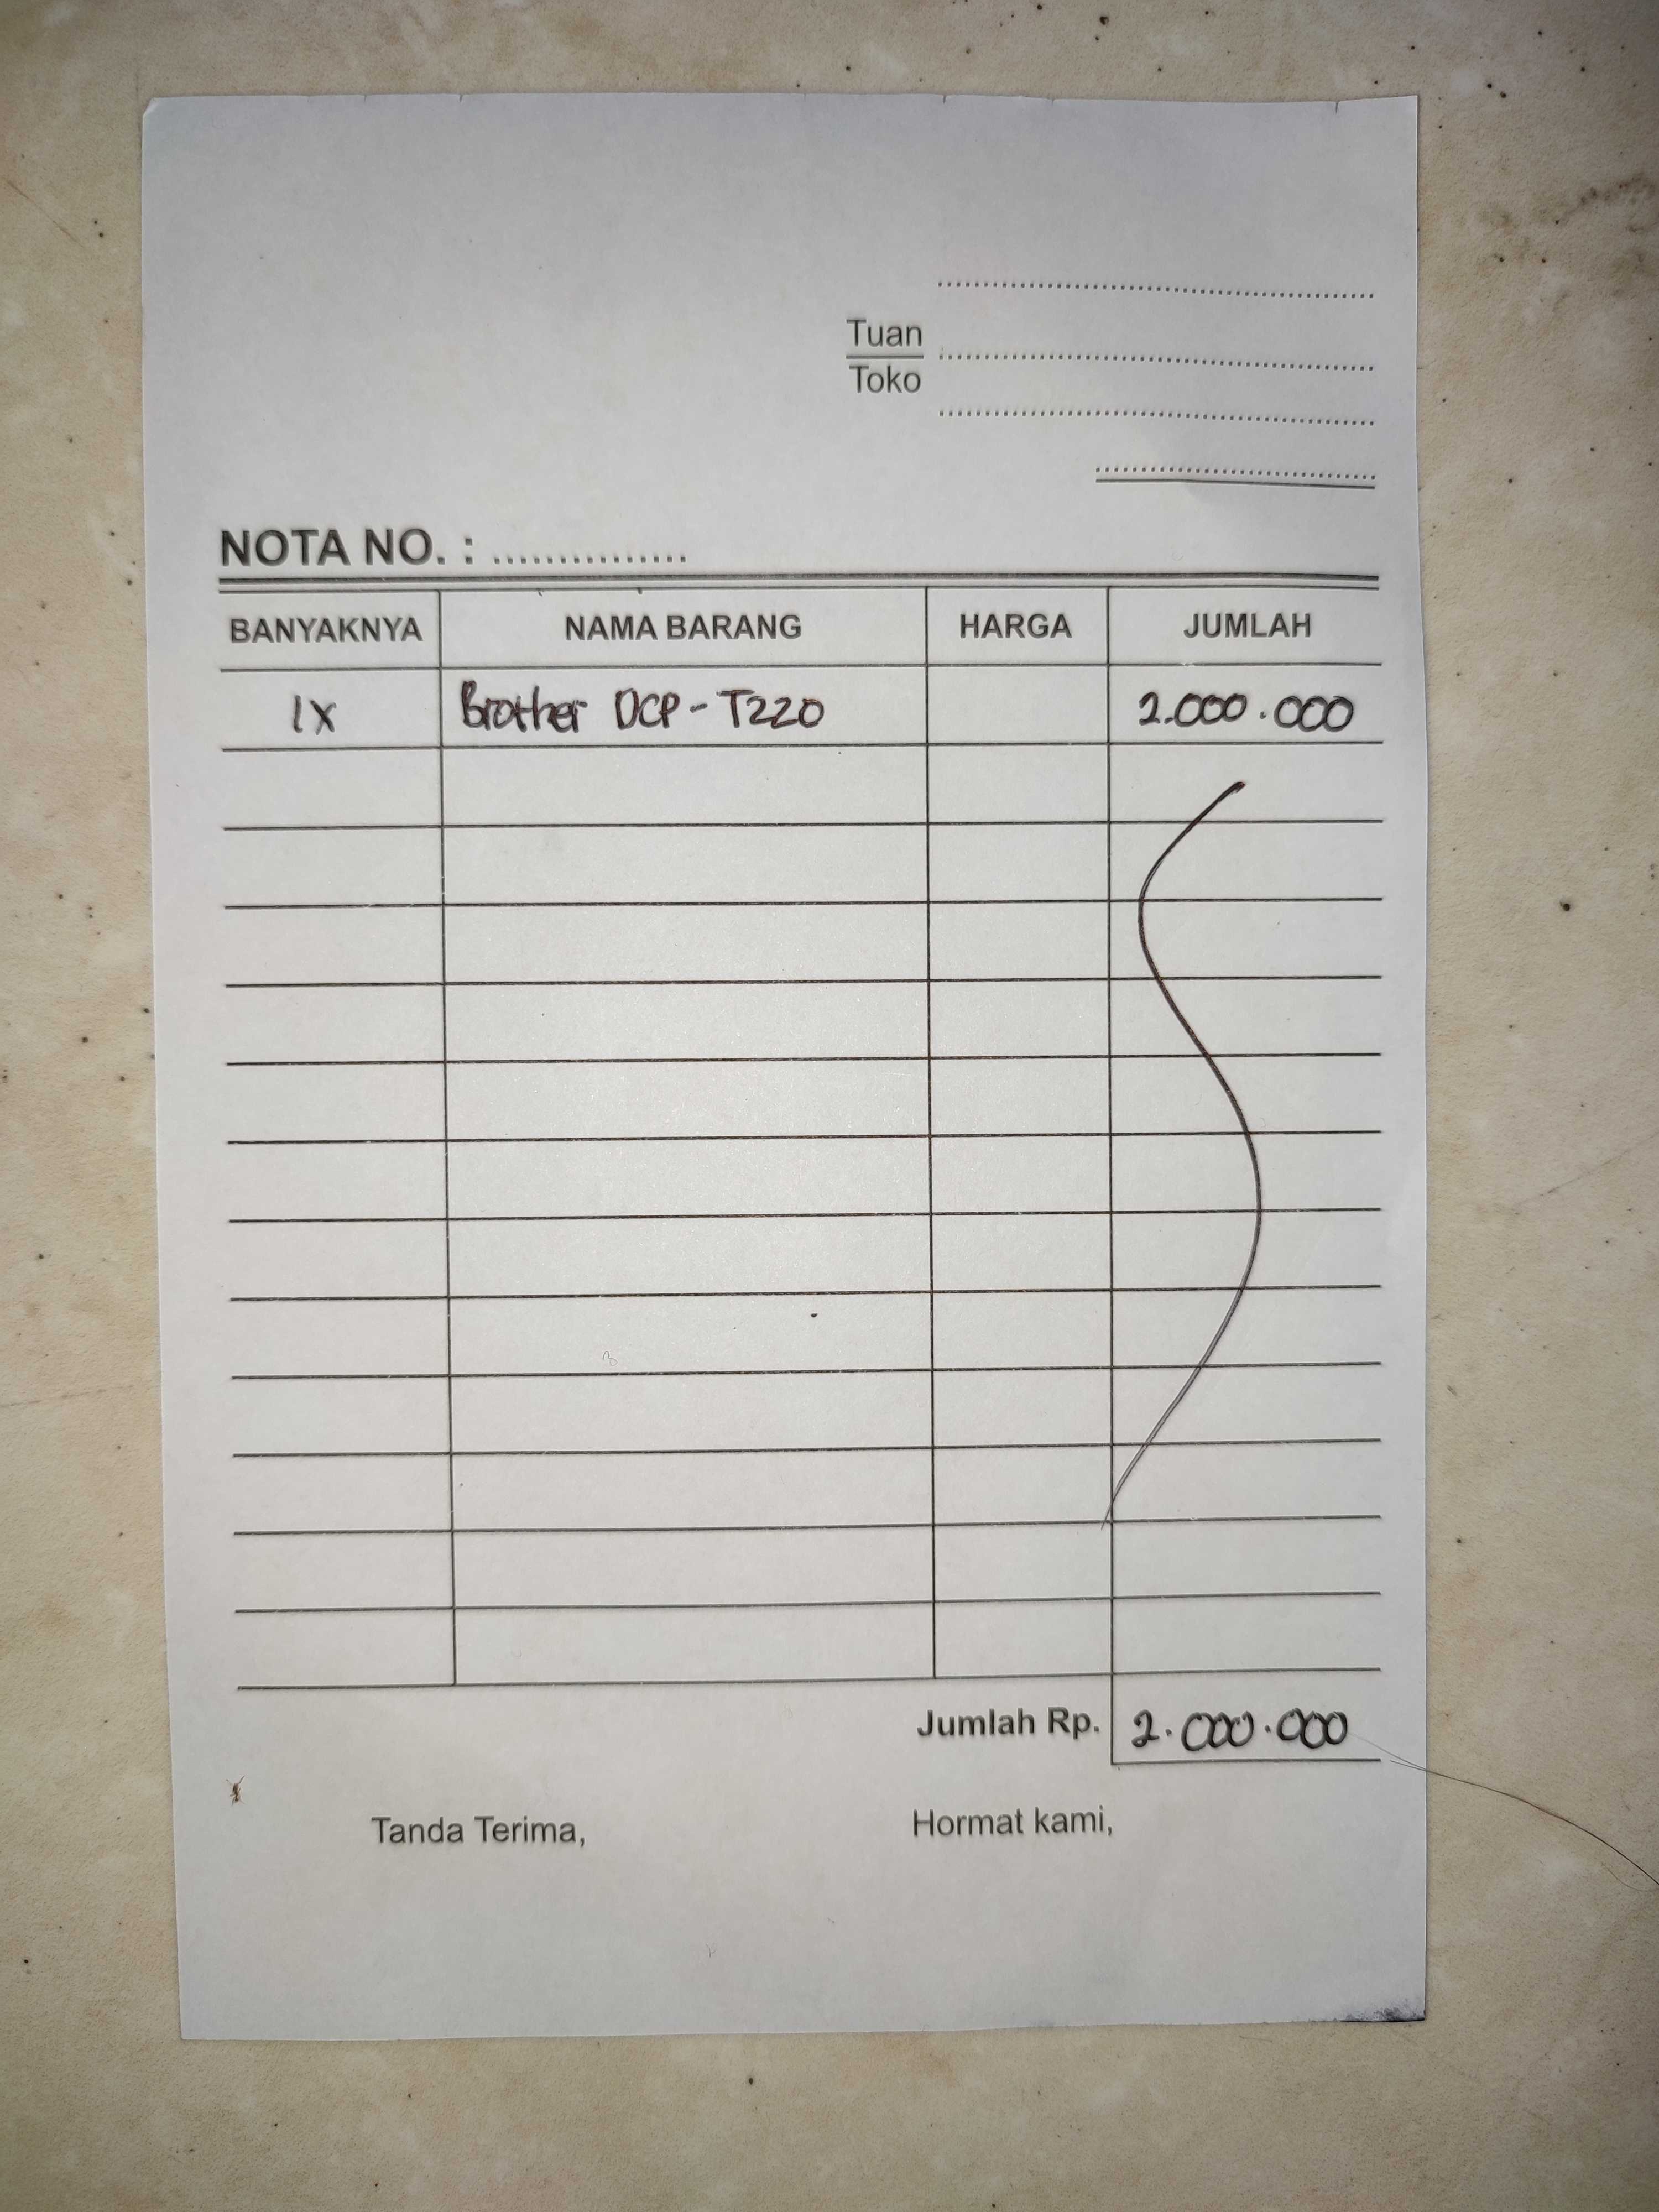 Tuan
Toko
NOTA NO. : ...............
BANYAKNYA NAMA BARANG HARGA JUMLAH
1x Brother DCP - T220 2.000.000
Jumlah Rp. 2.000.000
Tanda Terima, Hormat kami,